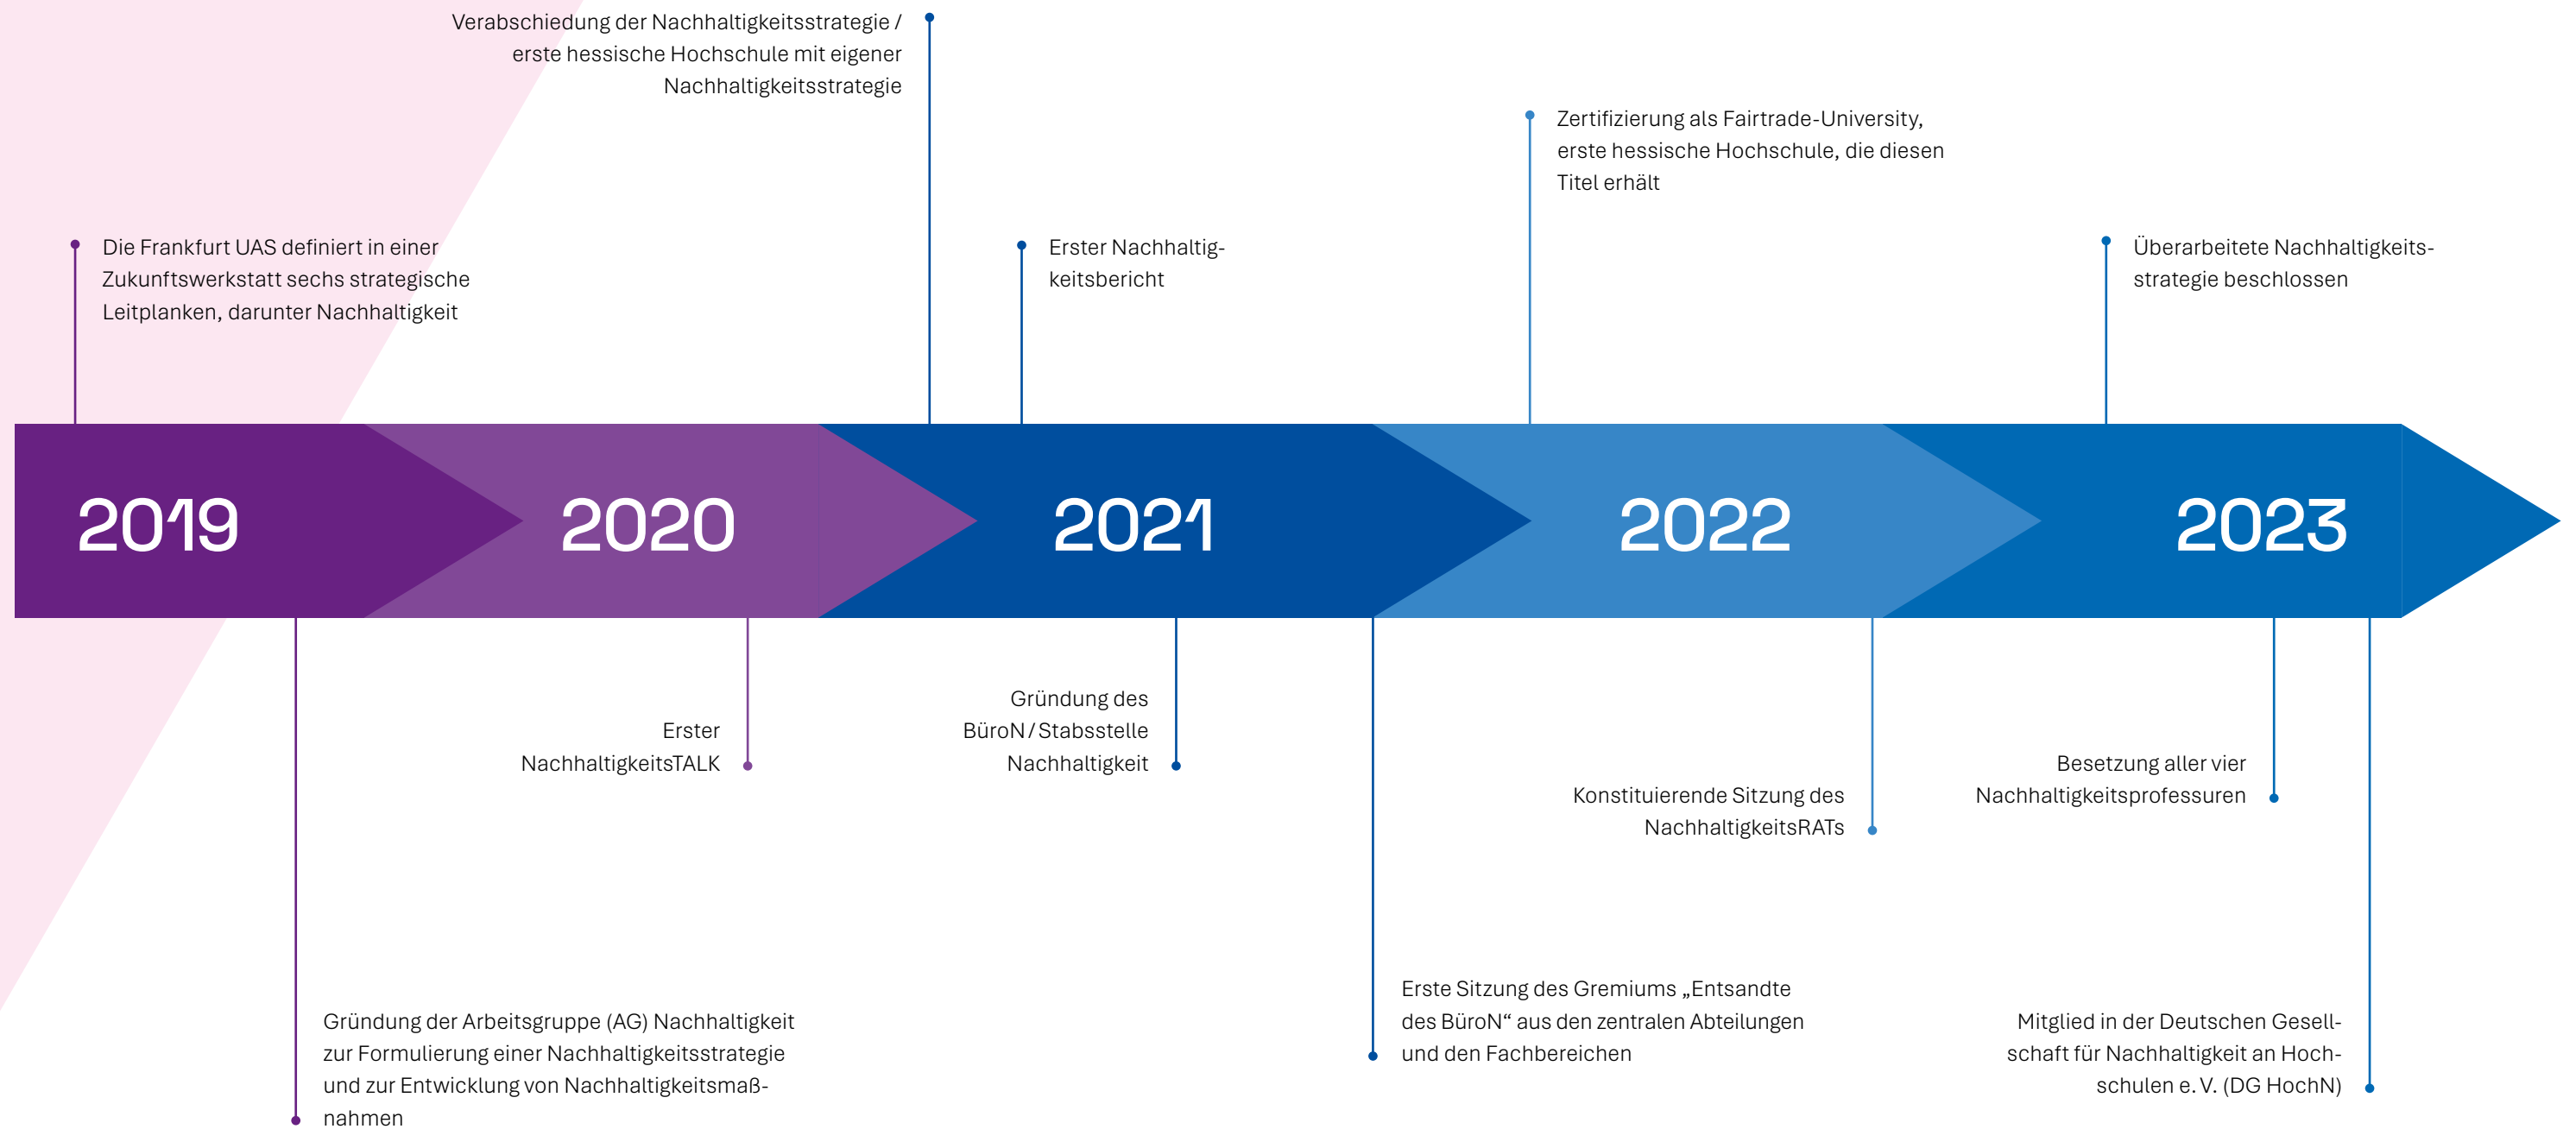 Verabschiedung der Nachhaltigkeitsstrategie /
erste hessische Hochschule mit eigener
Nachhaltigkeitsstrategie
Zertifizierung als Fairtrade-University,
erste hessische Hochschule, die diesen
Titel erhält
Die Frankfurt UAS definiert in einer
Zukunftswerkstatt sechs strategische
Leitplanken, darunter Nachhaltigkeit
Erster Nachhaltig-
keitsbericht
Überarbeitete Nachhaltigkeits-
strategie beschlossen
2019
2020
2021
2022
2023
Erster
NachhaltigkeitsTALK
Gründung des
BüroN / Stabsstelle
Nachhaltigkeit
Konstituierende Sitzung des
NachhaltigkeitsRATs
Besetzung aller vier
Nachhaltigkeitsprofessuren
Gründung der Arbeitsgruppe (AG) Nachhaltigkeit
zur Formulierung einer Nachhaltigkeitsstrategie
und zur Entwicklung von Nachhaltigkeitsmaß-
nahmen
Erste Sitzung des Gremiums „Entsandte
des BüroN“ aus den zentralen Abteilungen
und den Fachbereichen
Mitglied in der Deutschen Gesell-
schaft für Nachhaltigkeit an Hoch-
schulen e. V. (DG HochN)